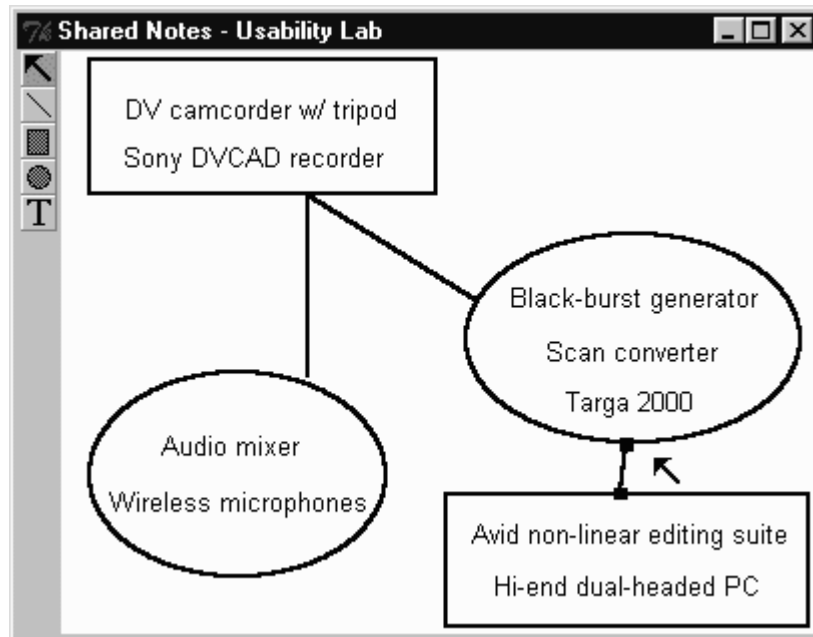 Shared Notes - Usability Lab
DV camcorder w/ tripod
Sony DVCAD recorder
T
Black-burst generator
Scan converter
Targa 2000
Audio mixer
Wireless microphones
Avid non-linear editing suite
Hi-end dual-headed PC